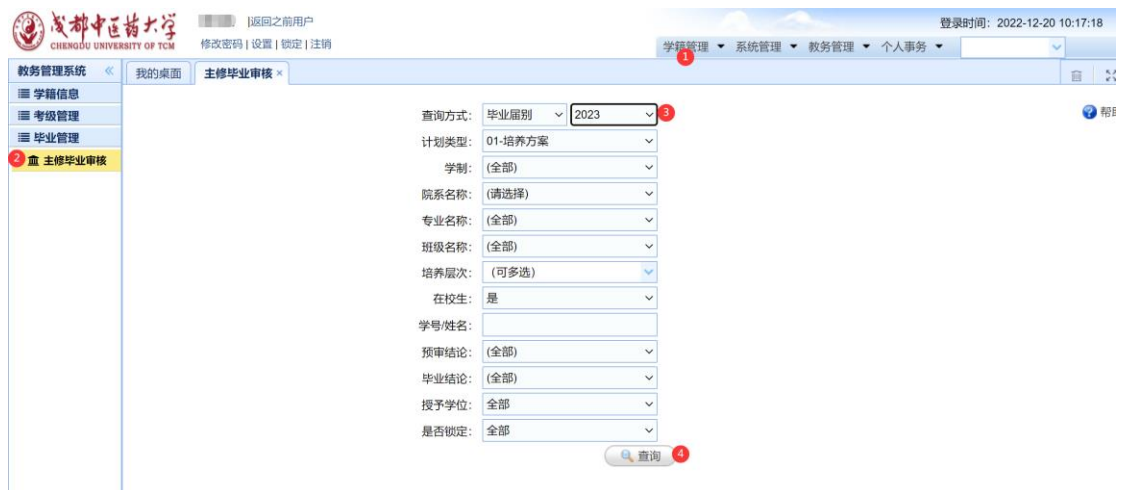 成都中医药大学
CHENGDU UNIVERSITY OF TCM
|返回之前用户
修改密码 | 设置 | 锁定 | 注销
登录时间: 2022-12-20 10:17:18
学籍管理 系统管理 教务管理 个人事务
1
教务管理系统
我的桌面 主修毕业审核 ×
学籍信息
考级管理
毕业管理
2 主修毕业审核
查询方式: 毕业届别 2023 3
计划类型: 01-培养方案
学制: (全部)
院系名称: (请选择)
专业名称: (全部)
班级名称: (全部)
培养层次: (可多选)
在校生: 是
学号/姓名:
预审结论: (全部)
毕业结论: (全部)
授予学位: 全部
是否锁定: 全部
查询 4